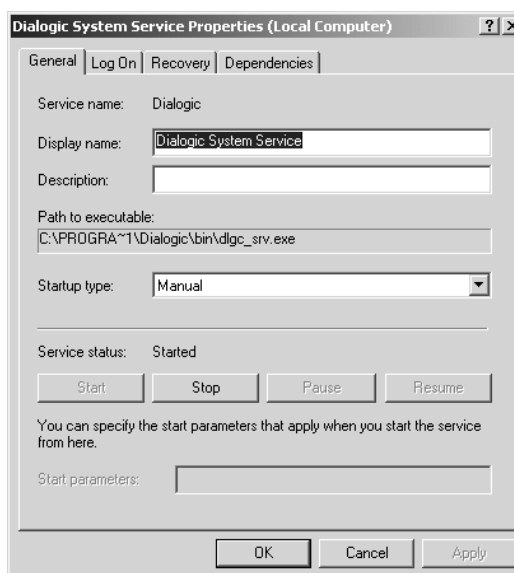 Dialogic System Service Properties (Local Computer) ? X
General Log On Recovery Dependencies
Service name: Dialogic
Display name: Dialogic System Service
Description:
Path to executable:
C:\PROGRA~1\Dialogic\bin\dlgc_srv.exe
Startup type: Manual
Service status: Started
Start Stop Pause Resume
You can specify the start parameters that apply when you start the service
from here.
Start parameters:
OK Cancel Apply